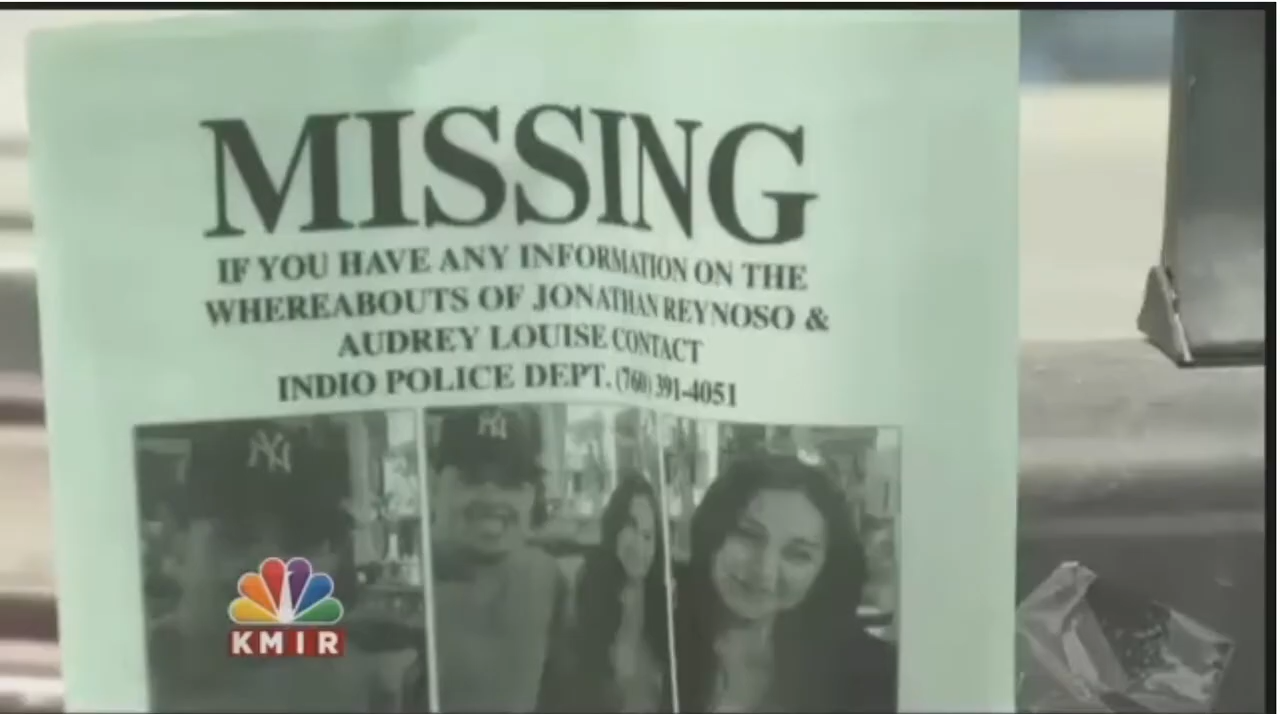 MISSING
IF YOU HAVE ANY INFORMATION ON THE
WHEREABOUTS OF JONATHAN REYNOSO &
AUDREY LOUISE CONTACT
INDIO POLICE DEPT. (760) 391-4051
NY
NY
KMIR